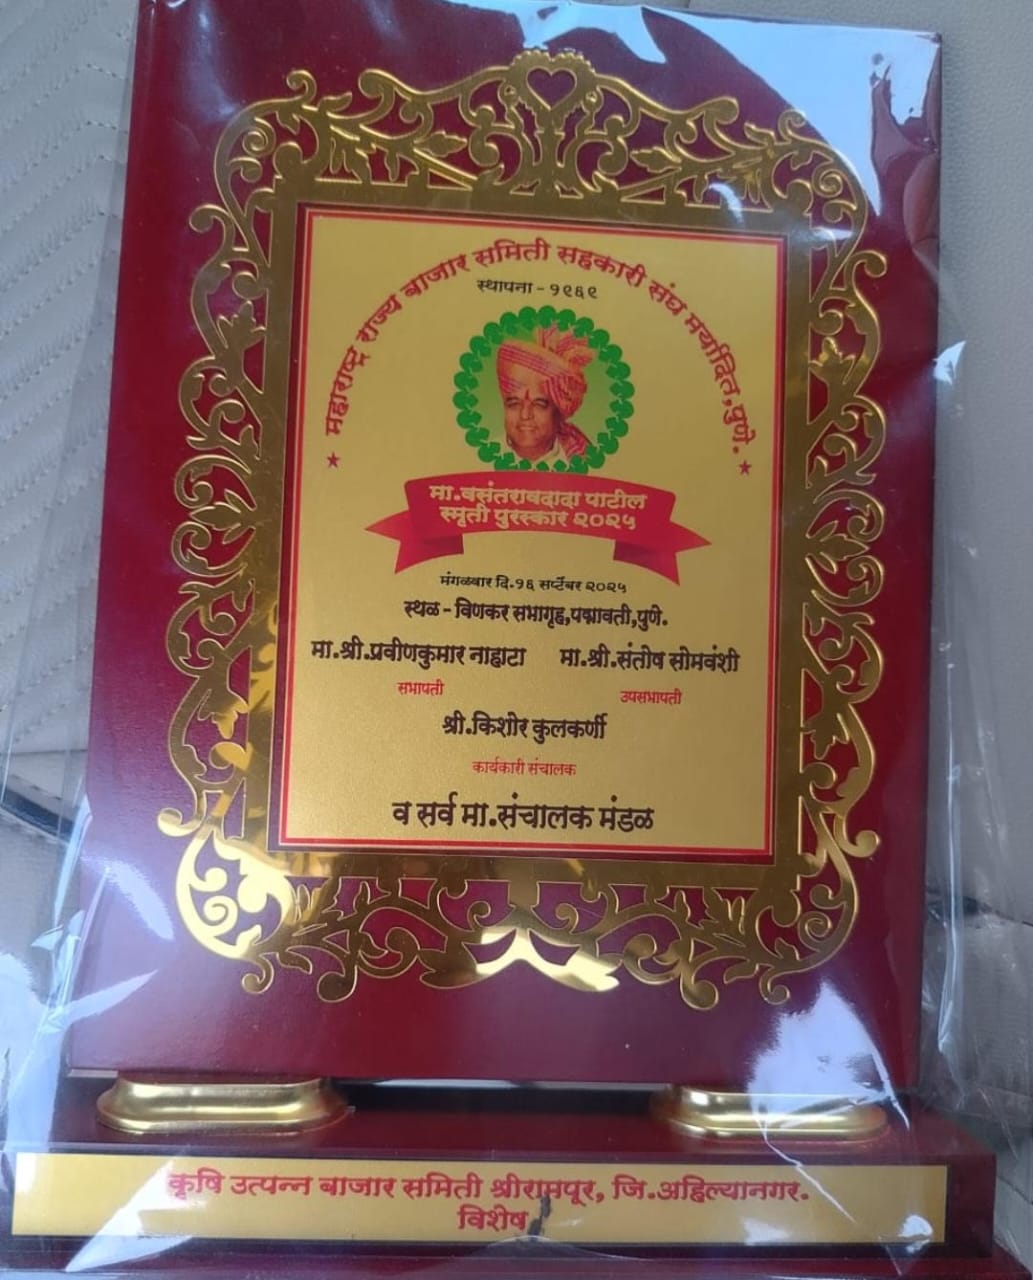 महाराष्ट्र राज्य बाजार समिती सहकारी संघ मर्यादित,पुणे.
स्थापना - १९६९
मा.वसंतरावदादा पाटील
स्मृती पुरस्कार २०२५
मंगळवार दि.१६ सप्टेंबर २०२५
स्थळ - विणकर सभागृह,पद्मावती,पुणे.
मा.श्री.प्रवीणकुमार नाहाटा मा.श्री.संतोष सोमवंशी
सभापती उपसभापती
श्री.किशोर कुलकर्णी
कार्यकारी संचालक
व सर्व मा.संचालक मंडळ
कृषि उत्पन्न बाजार समिती श्रीरामपूर, जि.अहिल्यानगर.
विशेष